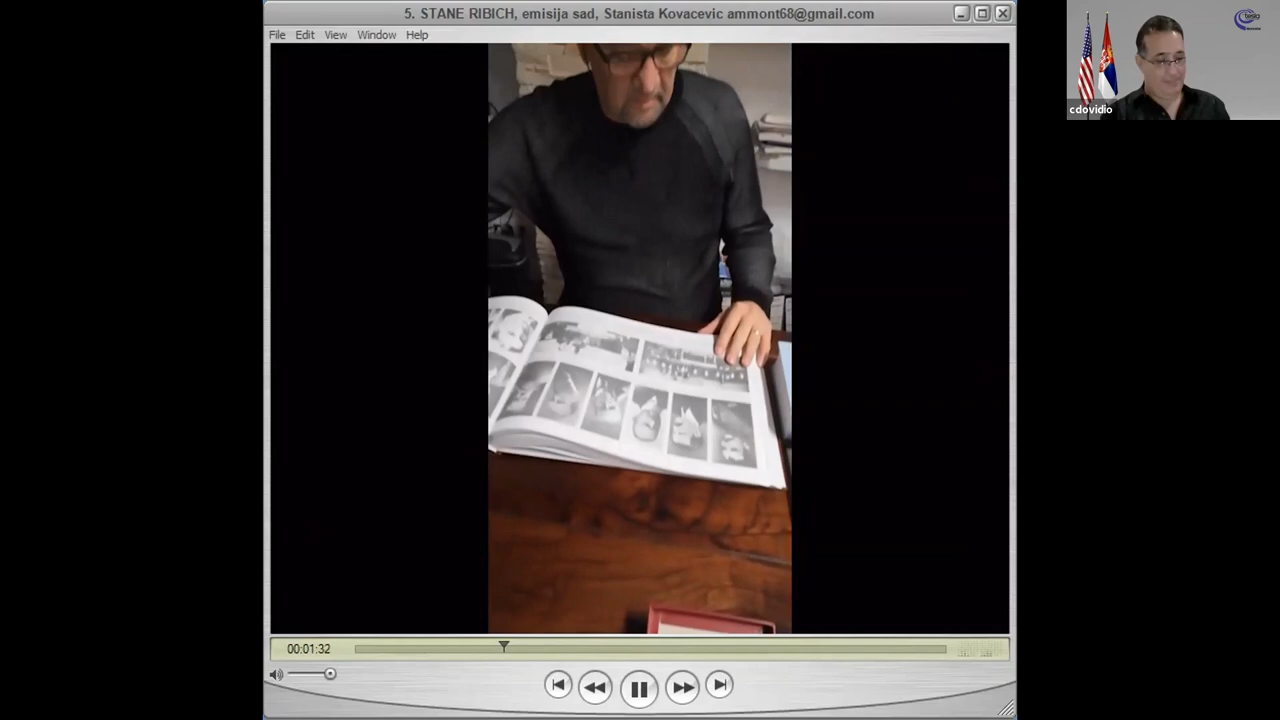 5. STANE RIBICH, emisija sad, Stanista Kovacevic ammont68@gmail.com
File Edit View Window Help
cdovidio
00:01:32